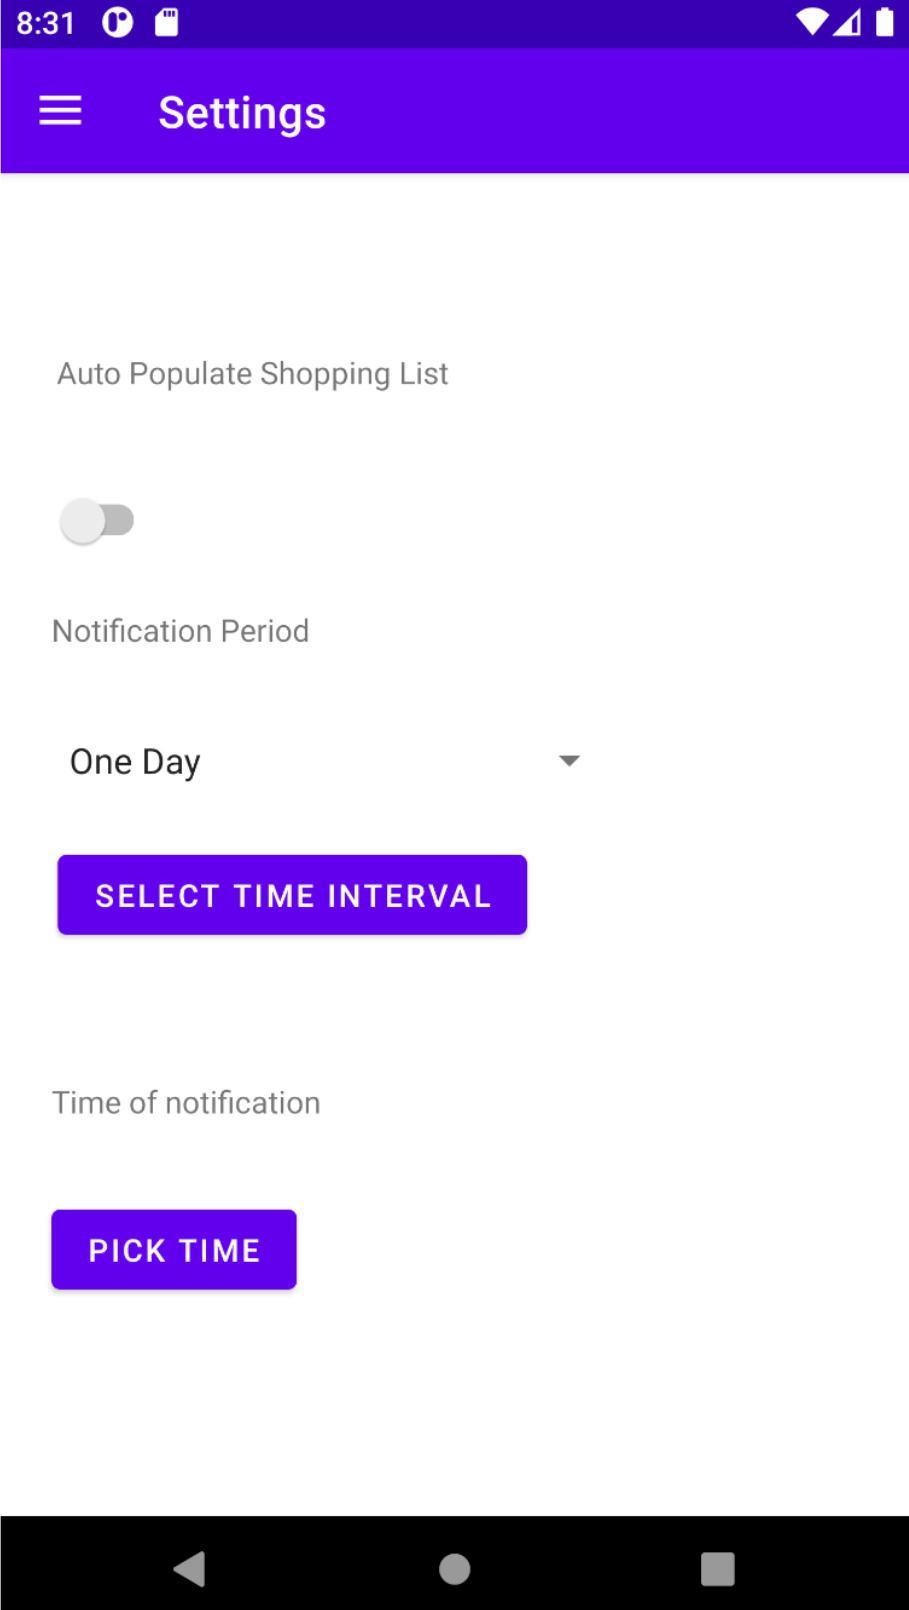 8:31
Settings
Auto Populate Shopping List
Notification Period
One Day
SELECT TIME INTERVAL
Time of notification
PICK TIME